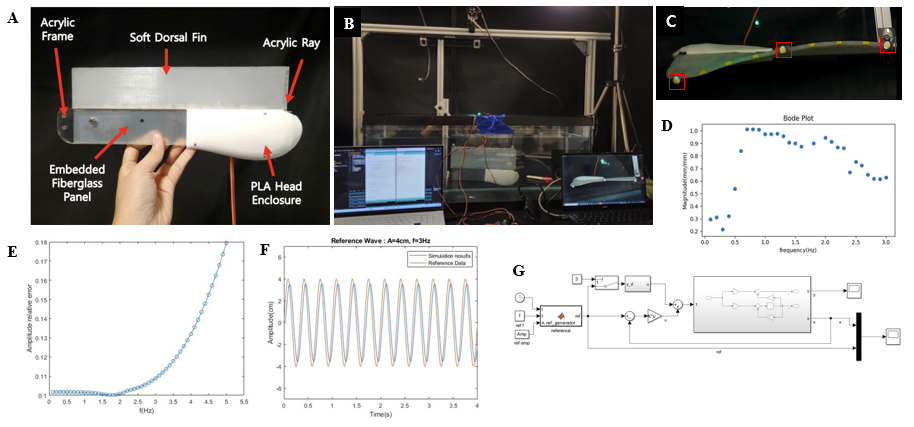 A
Acrylic
Frame
Soft Dorsal Fin
Acrylic Ray
Embedded
Fiberglass
Panel
PLA Head
Enclosure
B
C
D
Bode Plot
1.0
0.9
0.8
0.7
0.6
0.5
0.4
0.3
0.2
Magnitude(mm/mm)
0.0 0.5 1.0 1.5 2.0 2.5 3.0
frequency(Hz)
E
0.18
0.17
0.16
0.15
0.14
0.13
0.12
0.11
0.1
Amplitude relative error
0 0.5 1 1.5 2 2.5 3 3.5 4 4.5 5 5.5
f(Hz)
F
Reference Wave : A=4cm, f=3Hz
Simulation results
Reference Data
6
4
2
0
-2
-4
-6
Amplitude(cm)
0 0.5 1 1.5 2 2.5 3 3.5 4
Time(s)
G
3
1
y_d
u
f
ref f
Amp
ref amp
t
f
A ref_generator
ref
reference
ref
K*u
u
y
x
y
x
x
ref